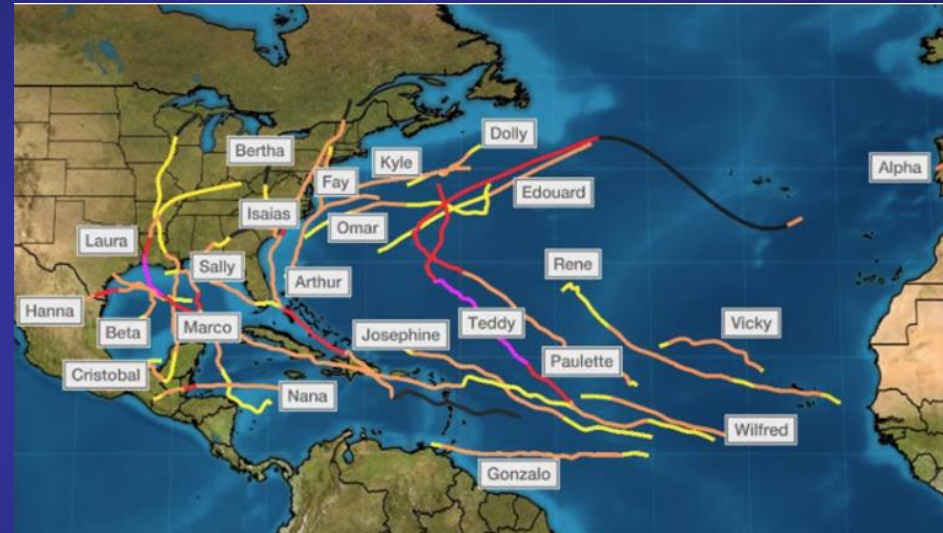 Dolly
Bertha
Kyle
Alpha
Fay
Edouard
Isaias
Omar
Laura
Sally
Rene
Arthur
Hanna
Beta
Marco
Josephine
Teddy
Vicky
Paulette
Cristobal
Nana
Wilfred
Gonzalo